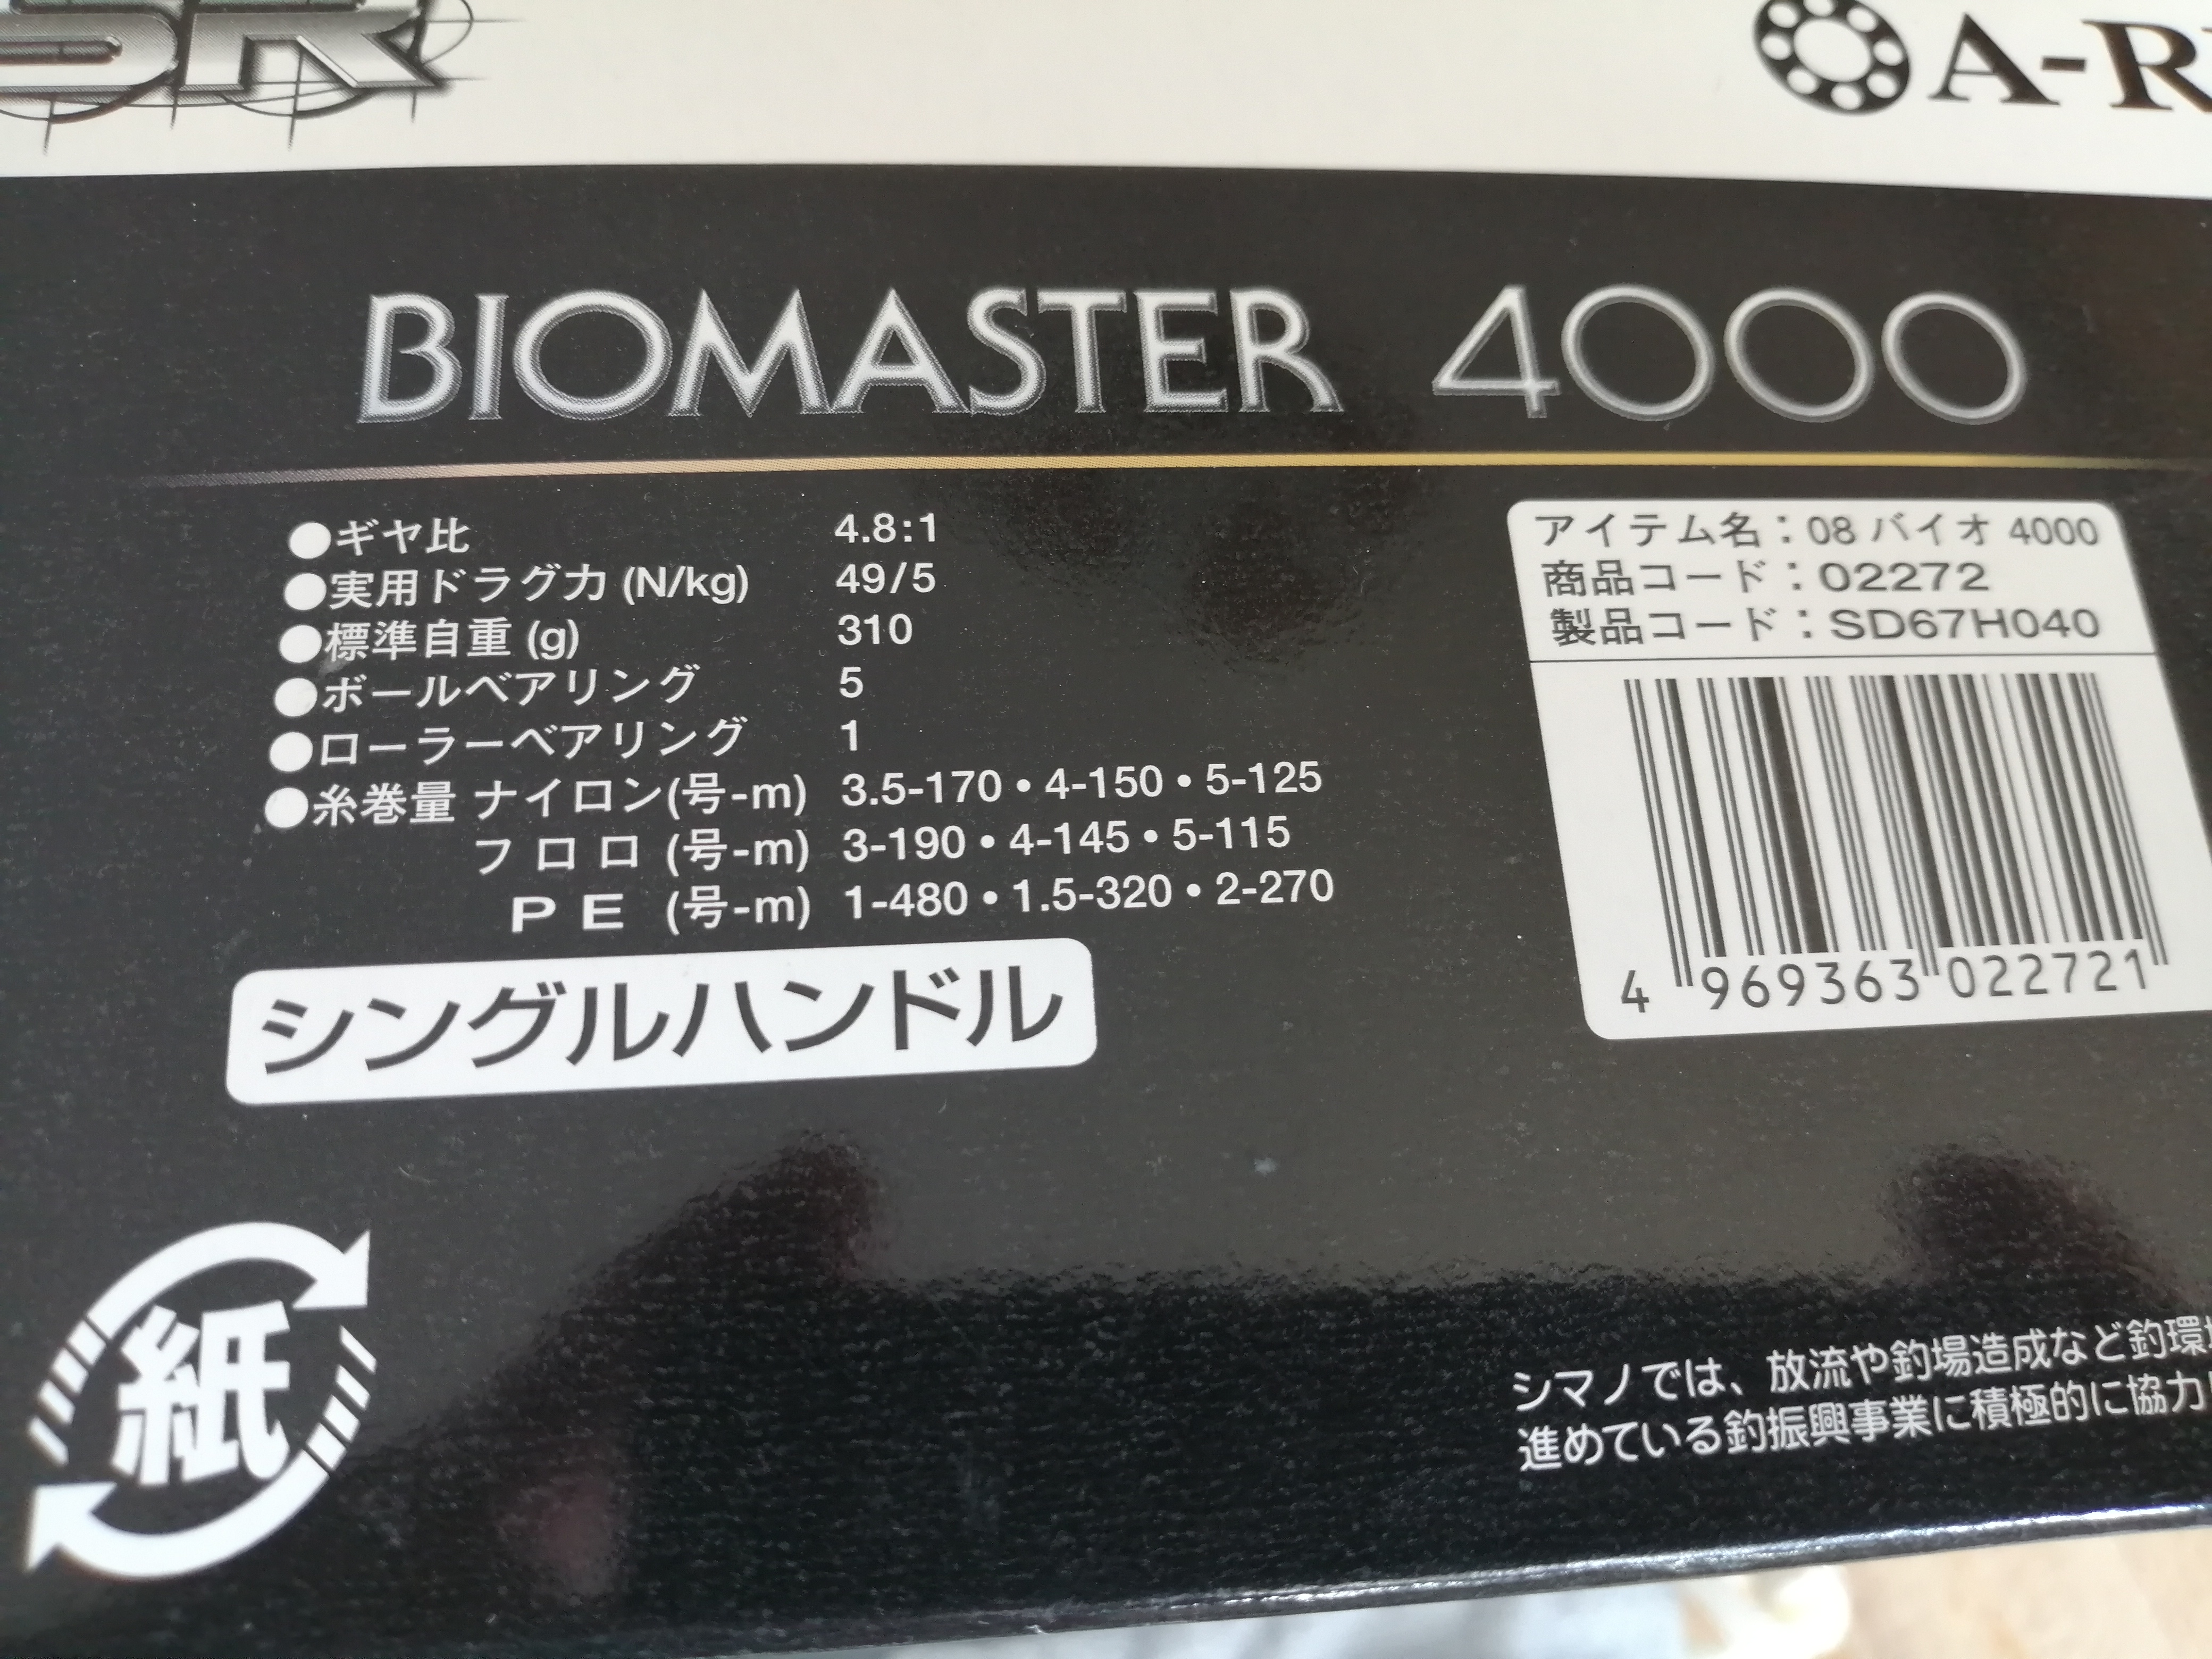 SR
A-R
BIOMASTER 4000
●ギヤ比 4.8:1
●実用ドラグ力 (N/kg) 49/5
●標準自重 (g) 310
●ボールベアリング 5
●ローラーベアリング 1
●糸巻量 ナイロン(号-m) 3.5-170・4-150・5-125
フロロ (号-m) 3-190・4-145・5-115
PE (号-m) 1-480・1.5-320・2-270
シングルハンドル
アイテム名：08 バイオ 4000
商品コード：02272
製品コード：SD67H040
4 969363 022721
紙
シマノでは、放流や釣場造成など釣環
進めている釣振興事業に積極的に協力